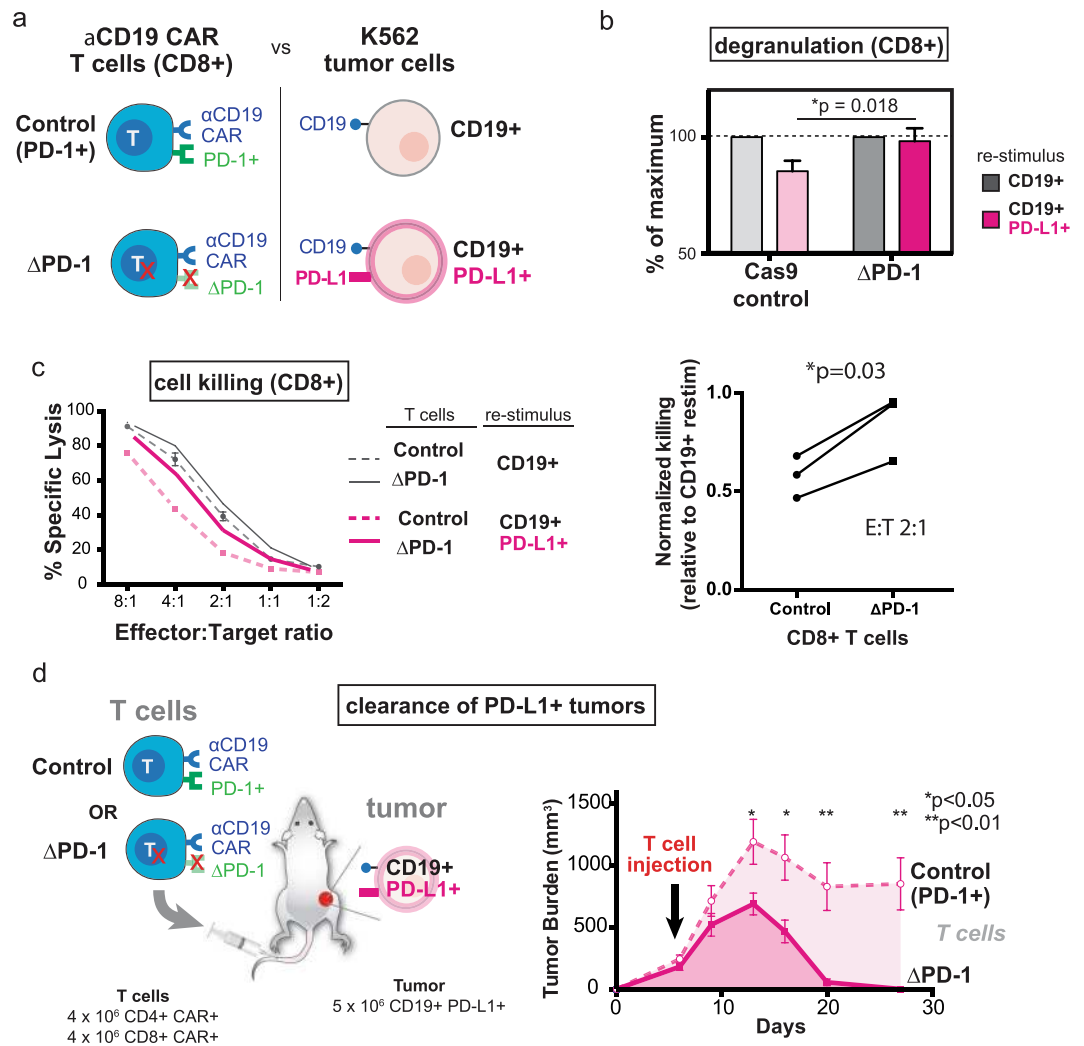 a
aCD19 CAR
T cells (CD8+)
vs
K562
tumor cells
Control
(PD-1+)
T
αCD19
CAR
PD-1+
CD19
CD19+
ΔPD-1
T
X
αCD19
CAR
X
ΔPD-1
CD19
PD-L1
CD19+
PD-L1+
b
degranulation (CD8+)
*p = 0.018
100
50
% of maximum
Cas9
control
ΔPD-1
re-stimulus
CD19+
CD19+
PD-L1+
c
cell killing (CD8+)
100
80
60
40
20
0
% Specific Lysis
8:1 4:1 2:1 1:1 1:2
Effector:Target ratio
T cells re-stimulus
Control
ΔPD-1
CD19+
Control
ΔPD-1
CD19+
PD-L1+
*p=0.03
1.0
0.5
0.0
Normalized killing
(relative to CD19+ restim)
E:T 2:1
Control ΔPD-1
CD8+ T cells
d
clearance of PD-L1+ tumors
T cells
Control
T
αCD19
CAR
PD-1+
OR
ΔPD-1
T
X
αCD19
CAR
X
ΔPD-1
tumor
CD19+
PD-L1+
T cells
4 x 10⁶ CD4+ CAR+
4 x 10⁶ CD8+ CAR+
Tumor
5 x 10⁶ CD19+ PD-L1+
2000
1500
1000
500
0
Tumor Burden (mm³)
T cell
injection
* * ** **
*p<0.05
**p<0.01
Control
(PD-1+)
T cells
ΔPD-1
0 10 20 30
Days